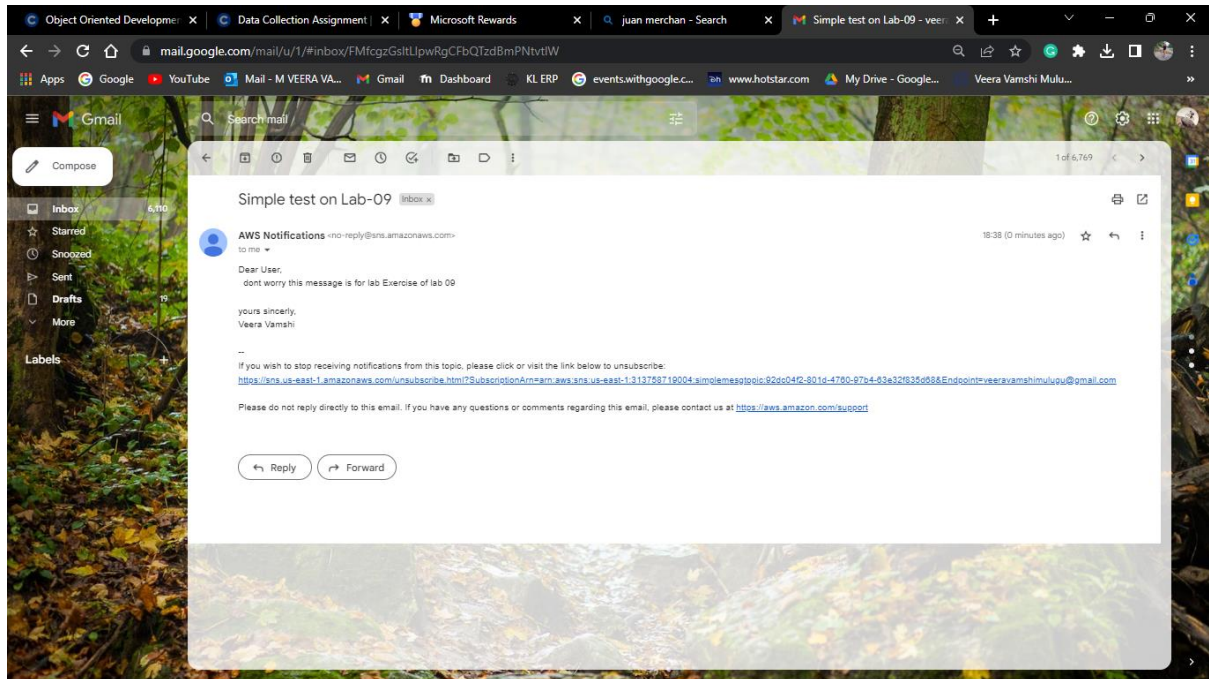 Object Oriented Developmer
Data Collection Assignment |
Microsoft Rewards
juan merchan - Search
Simple test on Lab-09 - veer
mail.google.com/mail/u/1/#inbox/FMfcgzGsltLlpwRgCFbQTzdBmPNtvtlW
Apps
Google
YouTube
Mail - M VEERA VA...
Gmail
Dashboard
KL ERP
events.withgoogle.c...
www.hotstar.com
My Drive - Google...
Veera Vamshi Mulu...
»
Gmail
Search mail
Compose
1 of 6,769
Inbox 6,110
Starred
Snoozed
Sent
Drafts 19
More
Labels +
Simple test on Lab-09 Inbox x
AWS Notifications <no-reply@sns.amazonaws.com>
18:38 (0 minutes ago)
to me
Dear User,
dont worry this message is for lab Exercise of lab 09
yours sincerly,
Veera Vamshi
--
If you wish to stop receiving notifications from this topic, please click or visit the link below to unsubscribe:
https://sns.us-east-1.amazonaws.com/unsubscribe.html?SubscriptionArn=arn:aws:sns:us-east-1:313758719004:simplemesgtopic:92dc04f2-801d-4760-97b4-63e32f835d68&Endpoint=veeravamshimulugu@gmail.com
Please do not reply directly to this email. If you have any questions or comments regarding this email, please contact us at https://aws.amazon.com/support
Reply
Forward